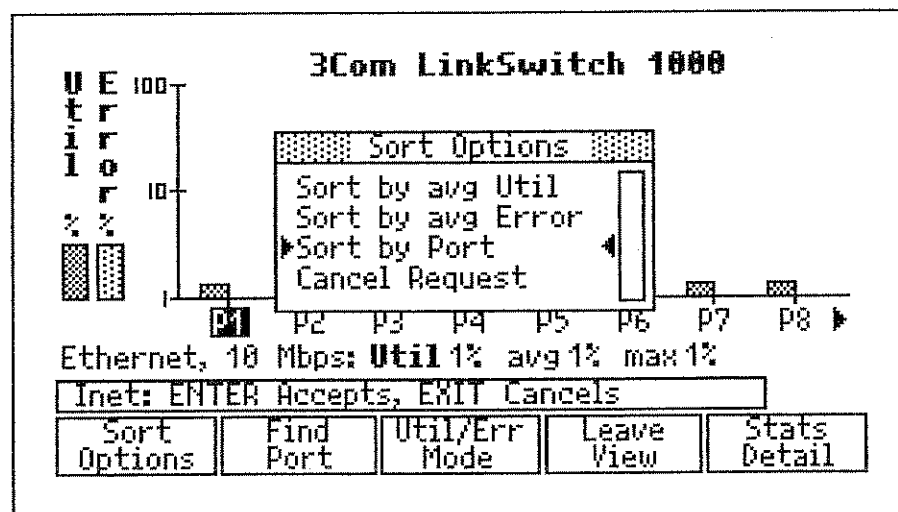 3Com LinkSwitch 1000
Util %
Error %
100
10
1
Sort Options
Sort by avg Util
Sort by avg Error
Sort by Port
Cancel Request
P1 P2 P3 P4 P5 P6 P7 P8
Ethernet, 10 Mbps: Util 1% avg 1% max 1%
Inet: ENTER Accepts, EXIT Cancels
Sort Options
Find Port
Util/Err Mode
Leave View
Stats Detail